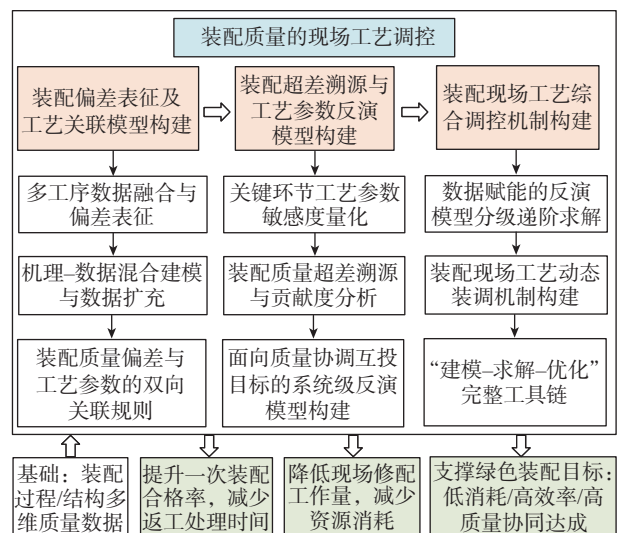 装配质量的现场工艺调控
装配偏差表征及
工艺关联模型构建
装配超差溯源与
工艺参数反演
模型构建
装配现场工艺综
合调控机制构建
多工序数据融合与
偏差表征
关键环节工艺参数
敏感度量化
数据赋能的反演
模型分级递阶求解
机理–数据混合建模
与数据扩充
装配质量超差溯源
与贡献度分析
装配现场工艺动态
装调机制构建
装配质量偏差与
工艺参数的双向
关联规则
面向质量协调互投
目标的系统级反演
模型构建
“建模–求解–优化”
完整工具链
基础：装配
过程/结构多
维质量数据
提升一次装配
合格率，减少
返工处理时间
降低现场修配
工作量，减少
资源消耗
支撑绿色装配目标：
低消耗/高效率/高
质量协同达成